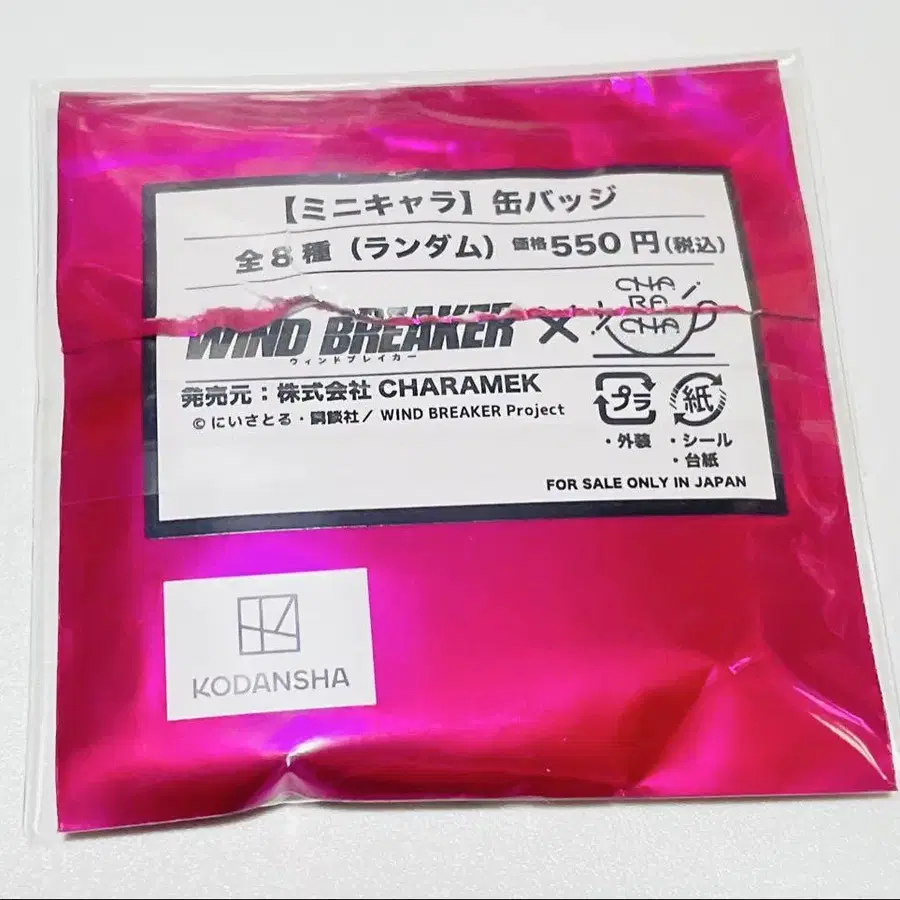 【ミニキャラ】缶バッジ
全8種（ランダム）価格550円(税込)
WIND BREAKER × CHA RA CHA
ウィンドブレイカー
発売元：株式会社 CHARAMEK
©にいさとる・講談社／WIND BREAKER Project
プラ 紙
・外装 ・シール
・台紙
FOR SALE ONLY IN JAPAN
KODANSHA